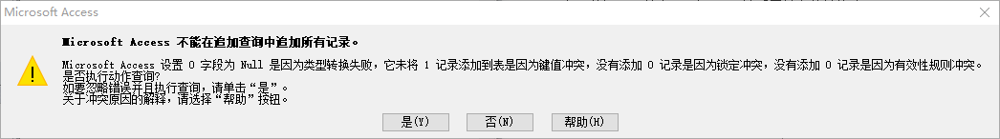 Microsoft Access
Microsoft Access 不能在追加查询中追加所有记录。
Microsoft Access 设置 0 字段为 Null 是因为类型转换失败，它未将 1 记录添加到表是因为键值冲突，没有添加 0 记录是因为锁定冲突，没有添加 0 记录是因为有效性规则冲突。
是否执行动作查询?
如要忽略错误并且执行查询，请单击“是”。
关于冲突原因的解释，请选择“帮助”按钮。
是(Y)
否(N)
帮助(H)